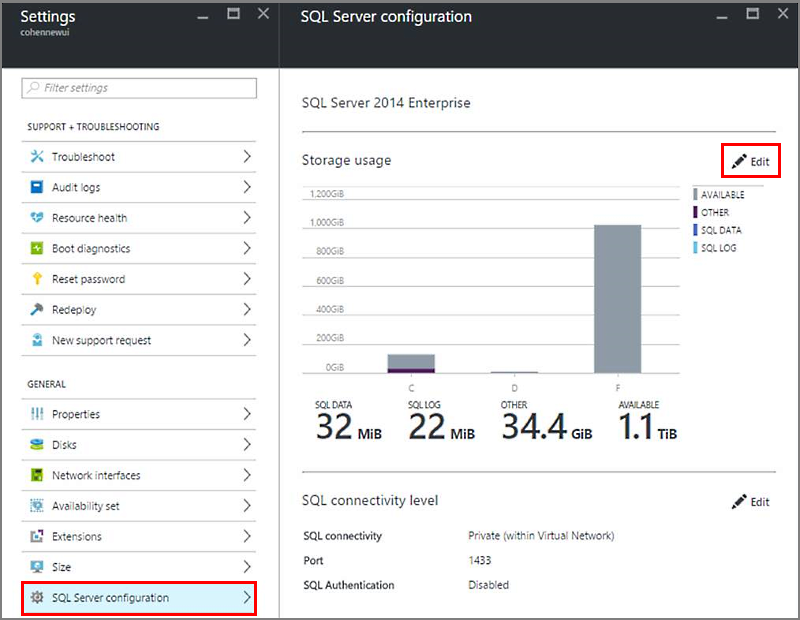 Settings
cohennewui
Filter settings
SUPPORT + TROUBLESHOOTING
Troubleshoot
Audit logs
Resource health
Boot diagnostics
Reset password
Redeploy
New support request
GENERAL
Properties
Disks
Network interfaces
Availability set
Extensions
Size
SQL Server configuration
SQL Server configuration
SQL Server 2014 Enterprise
Storage usage
Edit
1,200GiB
1,000GiB
800GiB
600GiB
400GiB
200GiB
0GiB
C D F
AVAILABLE
OTHER
SQL DATA
SQL LOG
SQL DATA
32 MiB
SQL LOG
22 MiB
OTHER
34.4 GiB
AVAILABLE
1.1 TiB
SQL connectivity level
Edit
SQL connectivity Private (within Virtual Network)
Port 1433
SQL Authentication Disabled